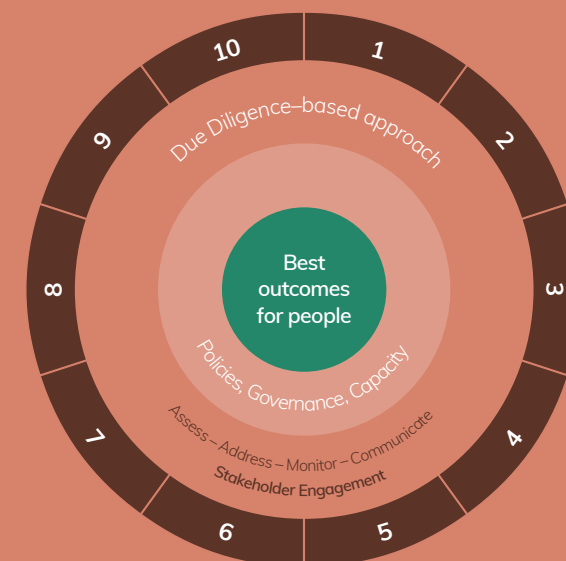 10
1
2
3
4
5
6
7
8
9
Due Diligence–based approach
Best
outcomes
for people
Policies, Governance, Capacity
Assess – Address – Monitor – Communicate
Stakeholder Engagement